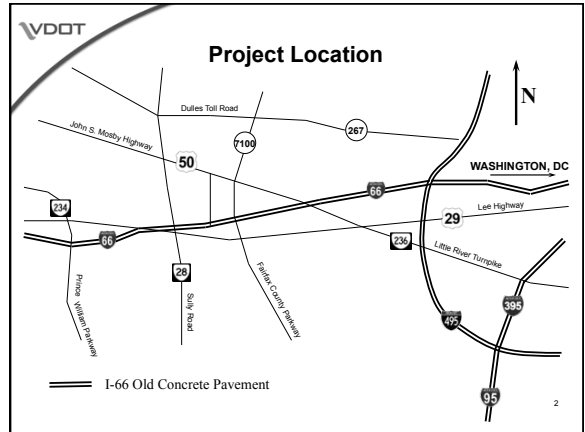 VDOT
Project Location
N
Dulles Toll Road
267
John S. Mosby Highway
7100
50
WASHINGTON, DC
66
234
29
Lee Highway
236
Little River Turnpike
66
28
Prince William Parkway
Sully Road
Fairfax County Parkway
495
395
95
I-66 Old Concrete Pavement
2